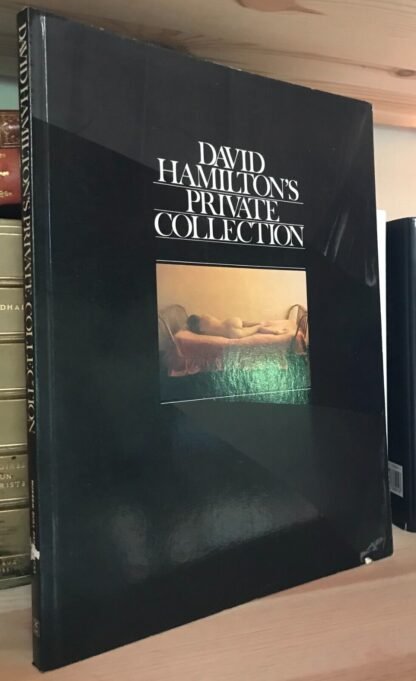 DAVID
HAMILTON'S
PRIVATE
COLLECTION
DAVID HAMILTON'S PRIVATE COLLECTION